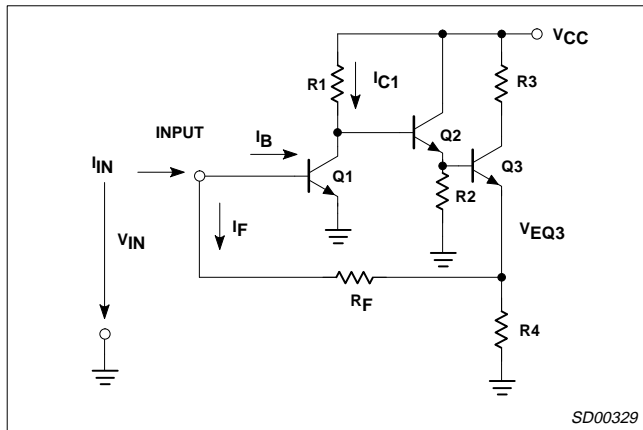 VCC
R1
IC1
R3
INPUT
IB
Q2
IIN
Q1
Q3
R2
IF
VIN
VEQ3
RF
R4
SD00329